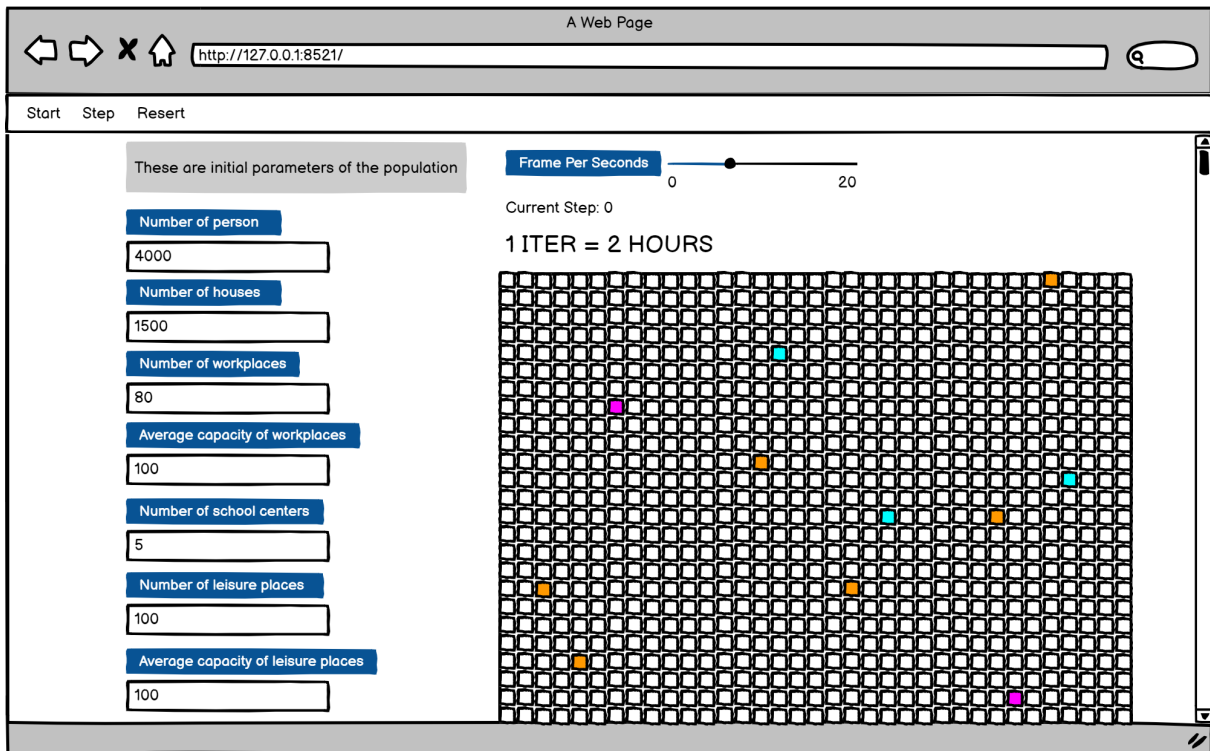 A Web Page
http://127.0.0.1:8521/
Start Step Resert
These are initial parameters of the population
Number of person
4000
Number of houses
1500
Number of workplaces
80
Average capacity of workplaces
100
Number of school centers
5
Number of leisure places
100
Average capacity of leisure places
100
Frame Per Seconds
0 20
Current Step: 0
1 ITER = 2 HOURS